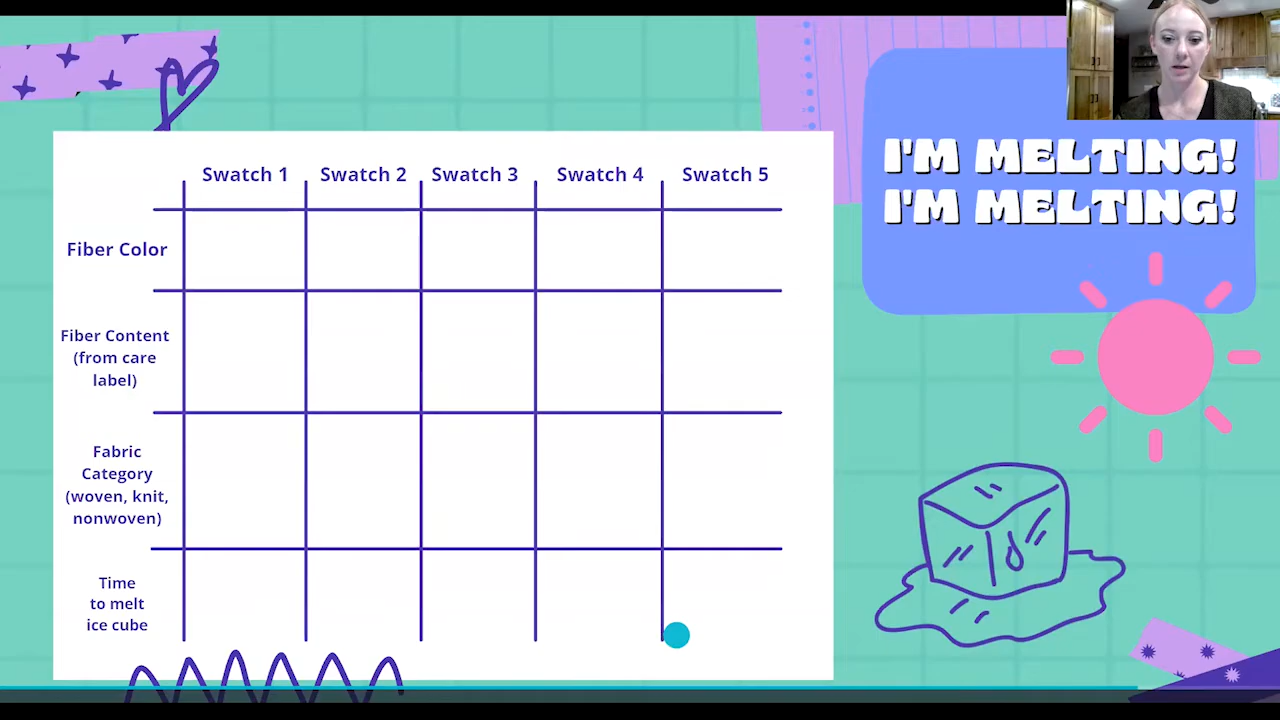 I'M MELTING!
I'M MELTING!
Swatch 1 Swatch 2 Swatch 3 Swatch 4 Swatch 5
Fiber Color
Fiber Content
(from care
label)
Fabric
Category
(woven, knit,
nonwoven)
Time
to melt
ice cube